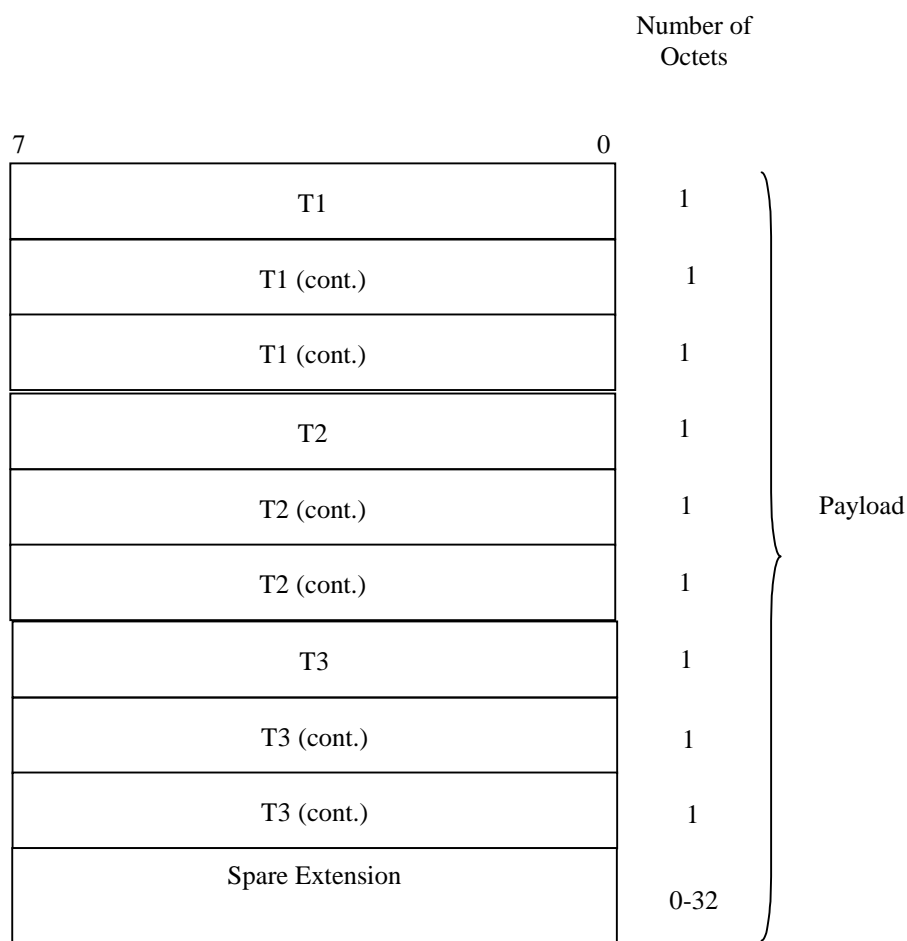 Number of
Octets
7 0
T1 1
T1 (cont.) 1
T1 (cont.) 1
T2 1
T2 (cont.) 1
Payload
T2 (cont.) 1
T3 1
T3 (cont.) 1
T3 (cont.) 1
Spare Extension
0-32